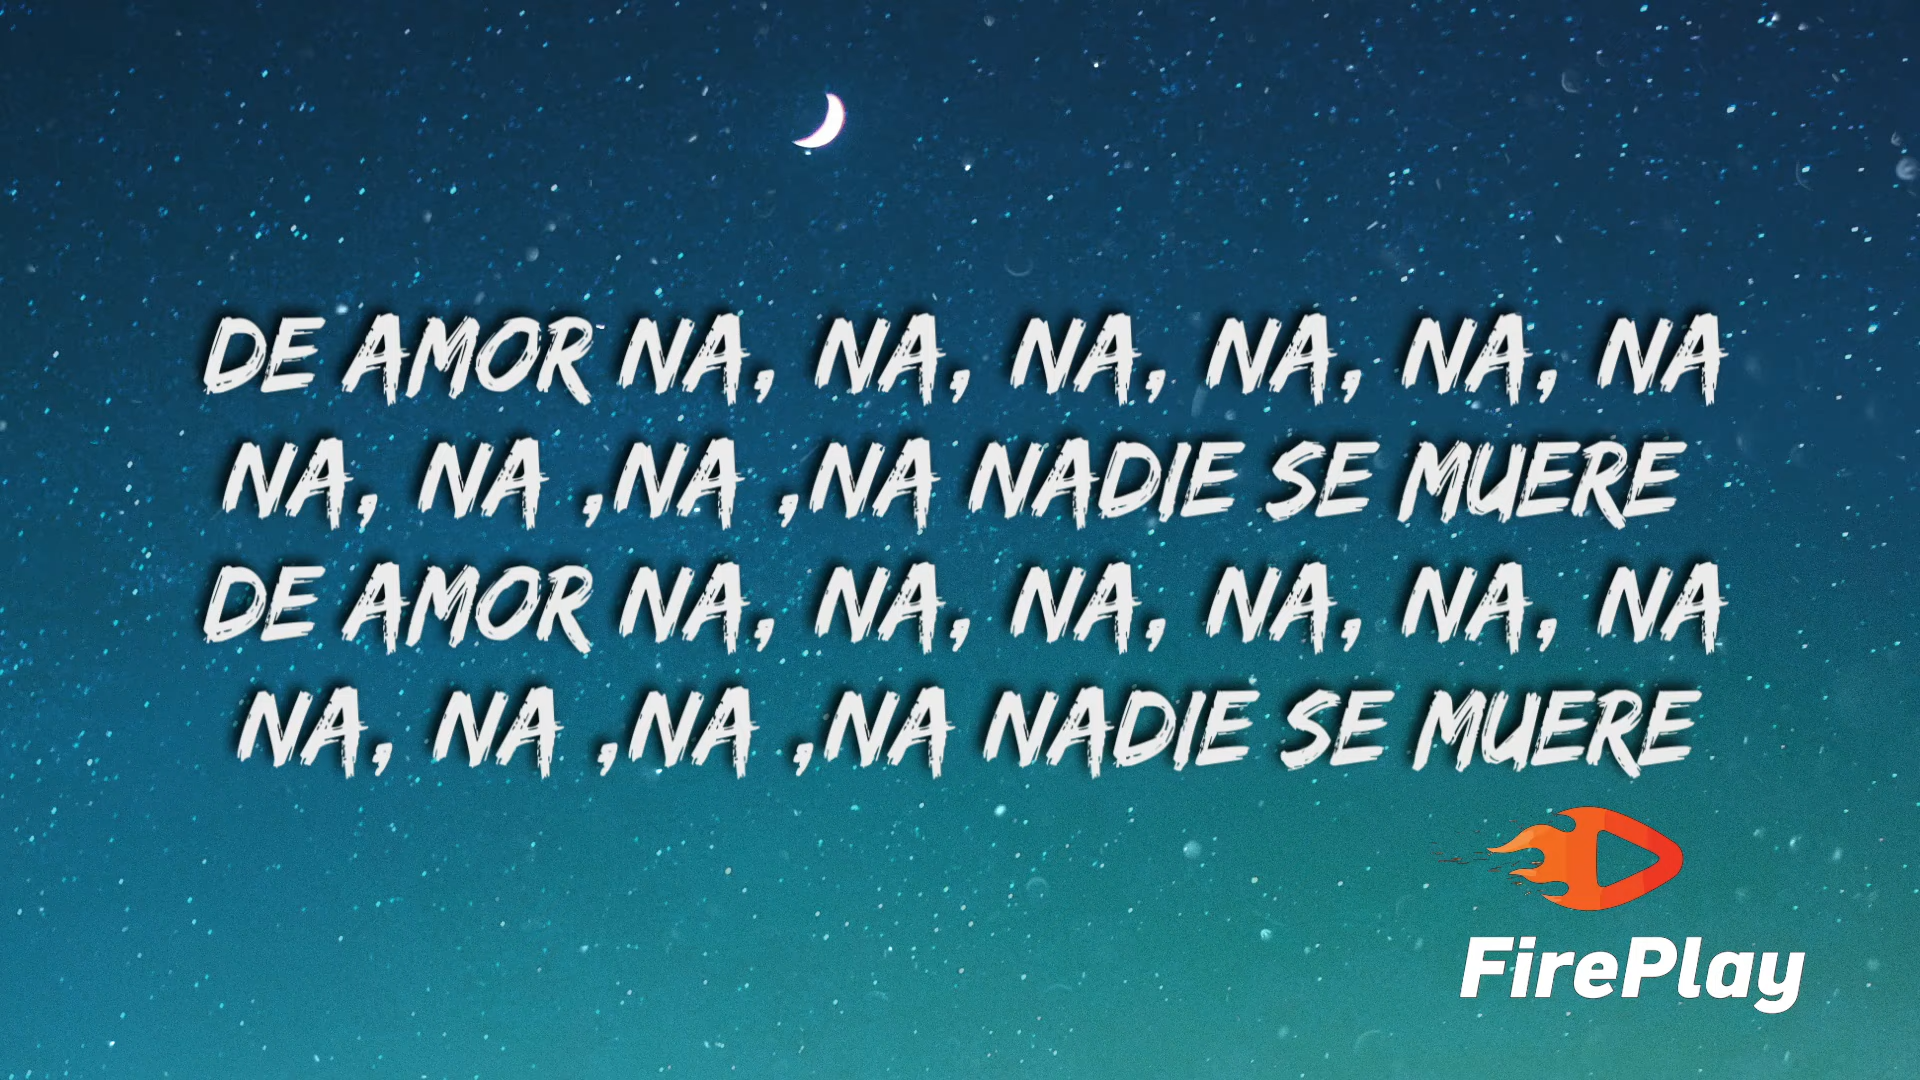 DE AMOR NA, NA, NA, NA, NA, NA
NA, NA ,NA ,NA NADIE SE MUERE
DE AMOR NA, NA, NA, NA, NA, NA
NA, NA ,NA ,NA NADIE SE MUERE
FirePlay